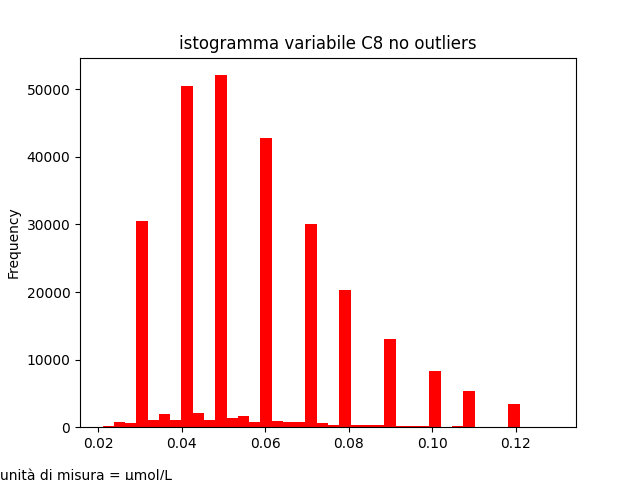 istogramma variabile C8 no outliers
Frequency
50000
40000
30000
20000
10000
0
0.02 0.04 0.06 0.08 0.10 0.12
unità di misura = μmol/L